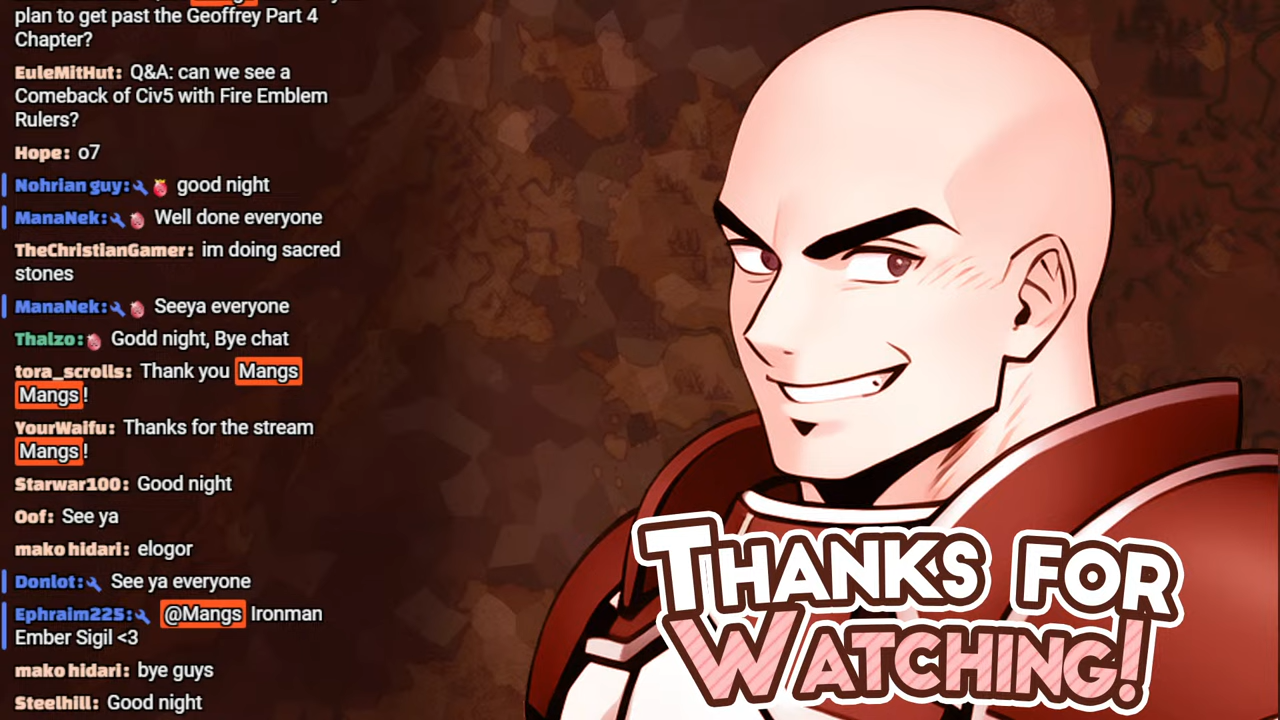 plan to get past the Geoffrey Part 4
Chapter?
EuleMitHut: Q&A: can we see a
Comeback of Civ5 with Fire Emblem
Rulers?
Hope: o7
Nohrian guy: good night
ManaNek: Well done everyone
TheChristianGamer: im doing sacred
stones
ManaNek: Seeya everyone
Thalzo: Godd night, Bye chat
tora_scrolls: Thank you Mangs
Mangs!
YourWaifu: Thanks for the stream
Mangs!
Starwar100: Good night
Oof: See ya
mako hidari: elogor
Donlot: See ya everyone
Ephraim225: @Mangs Ironman
Ember Sigil <3
mako hidari: bye guys
Steelhill: Good night
THANKS FOR
WATCHING!